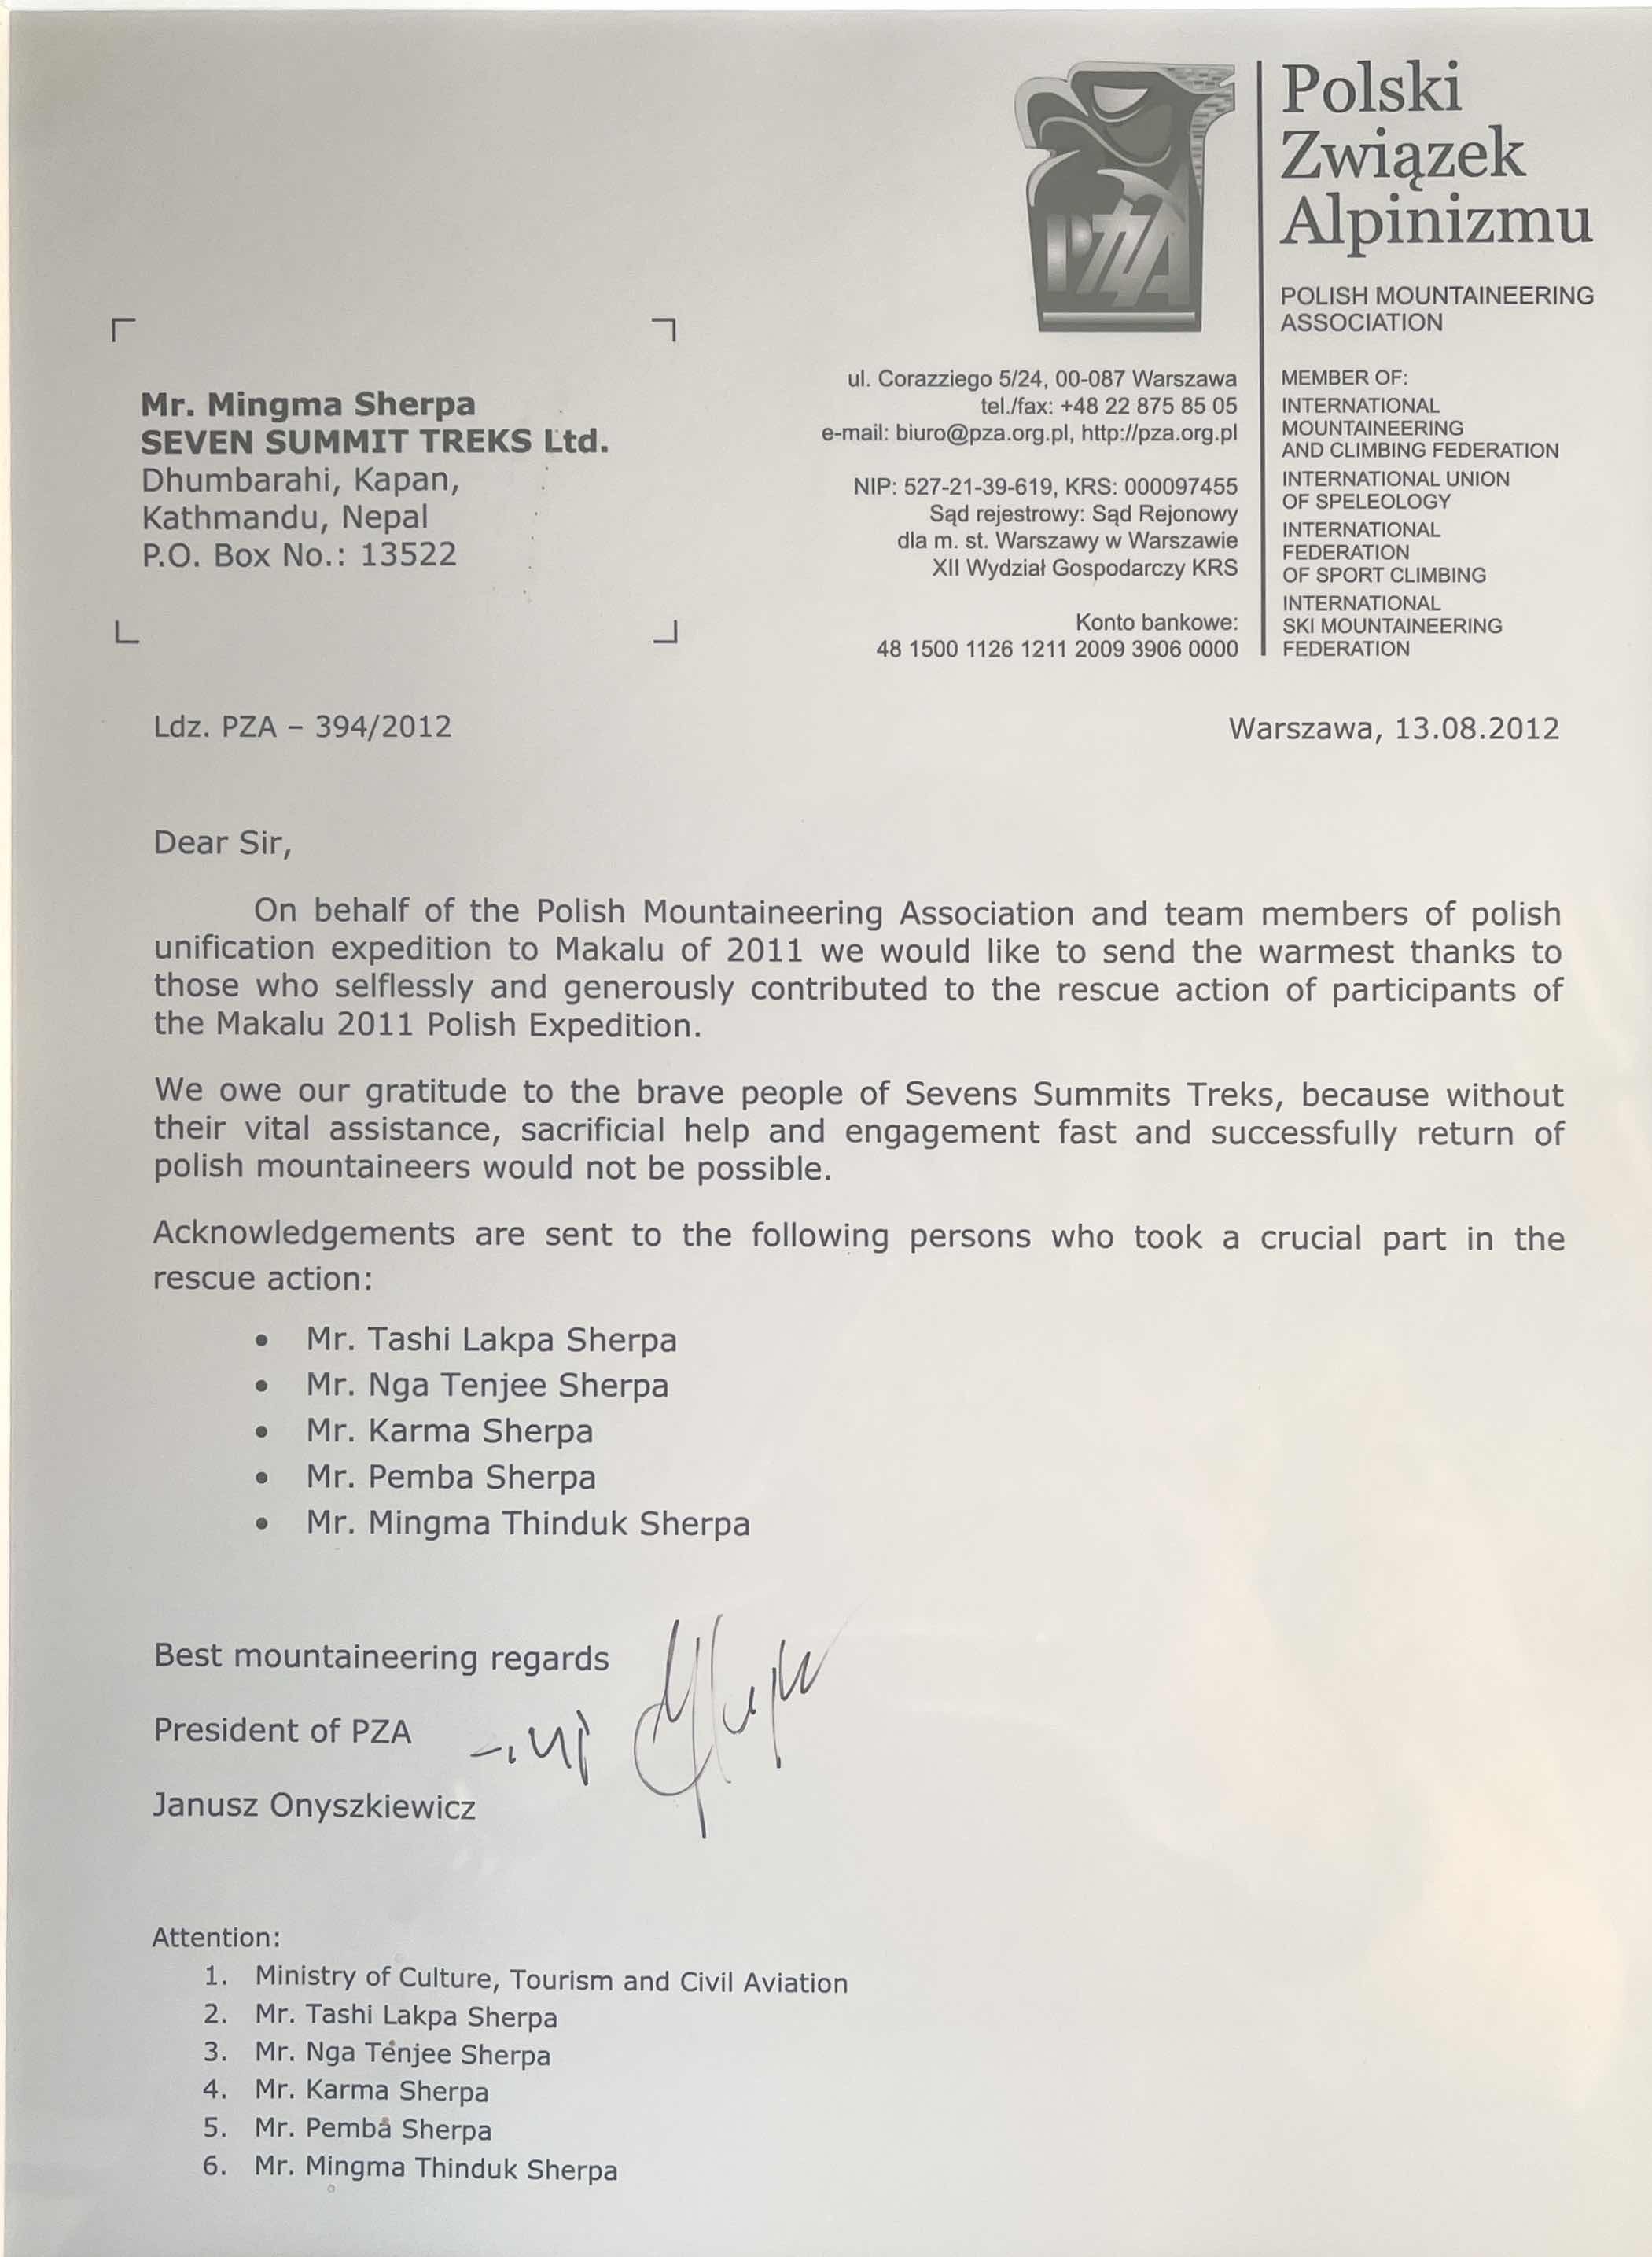 PZA
Polski
Związek
Alpinizmu
POLISH MOUNTAINEERING
ASSOCIATION
Mr. Mingma Sherpa
SEVEN SUMMIT TREKS Ltd.
Dhumbarahi, Kapan,
Kathmandu, Nepal
P.O. Box No.: 13522
ul. Corazziego 5/24, 00-087 Warszawa
tel./fax: +48 22 875 85 05
e-mail: biuro@pza.org.pl, http://pza.org.pl
NIP: 527-21-39-619, KRS: 000097455
Sąd rejestrowy: Sąd Rejonowy
dla m. st. Warszawy w Warszawie
XII Wydział Gospodarczy KRS
Konto bankowe:
48 1500 1126 1211 2009 3906 0000
MEMBER OF:
INTERNATIONAL
MOUNTAINEERING
AND CLIMBING FEDERATION
INTERNATIONAL UNION
OF SPELEOLOGY
INTERNATIONAL
FEDERATION
OF SPORT CLIMBING
INTERNATIONAL
SKI MOUNTAINEERING
FEDERATION
Ldz. PZA – 394/2012
Warszawa, 13.08.2012
Dear Sir,
On behalf of the Polish Mountaineering Association and team members of polish
unification expedition to Makalu of 2011 we would like to send the warmest thanks to
those who selflessly and generously contributed to the rescue action of participants of
the Makalu 2011 Polish Expedition.
We owe our gratitude to the brave people of Sevens Summits Treks, because without
their vital assistance, sacrificial help and engagement fast and successfully return of
polish mountaineers would not be possible.
Acknowledgements are sent to the following persons who took a crucial part in the
rescue action:
• Mr. Tashi Lakpa Sherpa
• Mr. Nga Tenjee Sherpa
• Mr. Karma Sherpa
• Mr. Pemba Sherpa
• Mr. Mingma Thinduk Sherpa
Best mountaineering regards
President of PZA
Janusz Onyszkiewicz
Attention:
1. Ministry of Culture, Tourism and Civil Aviation
2. Mr. Tashi Lakpa Sherpa
3. Mr. Nga Tenjee Sherpa
4. Mr. Karma Sherpa
5. Mr. Pemba Sherpa
6. Mr. Mingma Thinduk Sherpa